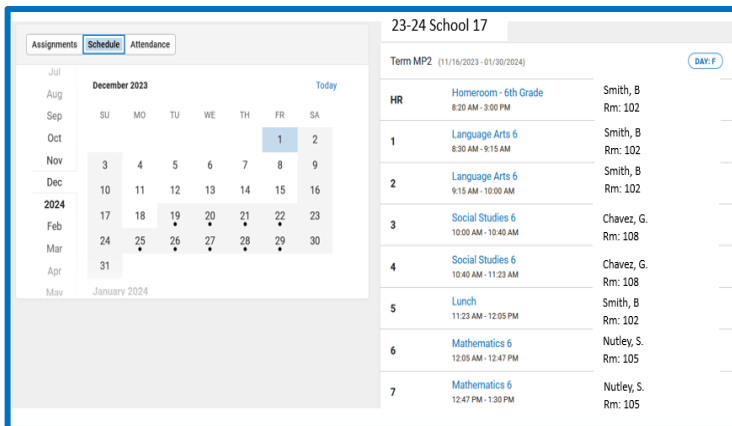 23-24 School 17
Assignments Schedule Attendance
Term MP2 (11/16/2023 - 01/30/2024) DAY: F
Jul
Aug
Sep
Oct
Nov
Dec
2024
Feb
Mar
Apr
May
December 2023 Today
SU MO TU WE TH FR SA
1 2
3 4 5 6 7 8 9
10 11 12 13 14 15 16
17 18 19 20 21 22 23
24 25 26 27 28 29 30
31
January 2024
HR Homeroom - 6th Grade Smith, B
8:20 AM - 3:00 PM Rm: 102
1 Language Arts 6 Smith, B
8:30 AM - 9:15 AM Rm: 102
2 Language Arts 6 Smith, B
9:15 AM - 10:00 AM Rm: 102
3 Social Studies 6 Chavez, G.
10:00 AM - 10:40 AM Rm: 108
4 Social Studies 6 Chavez, G.
10:40 AM - 11:23 AM Rm: 108
5 Lunch Smith, B
11:23 AM - 12:05 PM Rm: 102
6 Mathematics 6 Nutley, S.
12:05 AM - 12:47 PM Rm: 105
7 Mathematics 6 Nutley, S.
12:47 PM - 1:30 PM Rm: 105